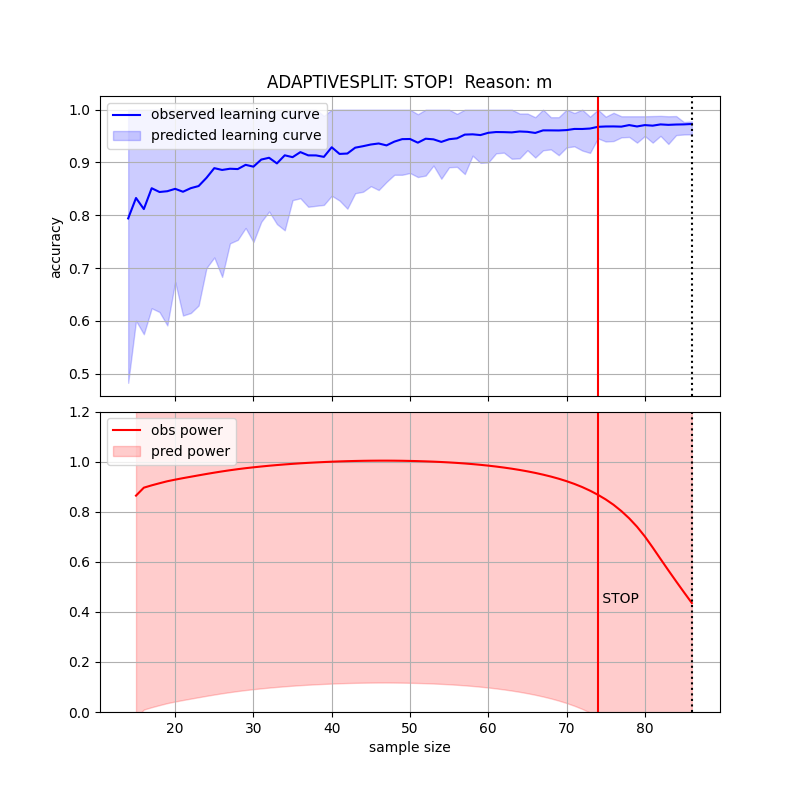 ADAPTIVESPLIT: STOP!  Reason: m
observed learning curve
predicted learning curve
1.0
0.9
0.8
0.7
0.6
0.5
accuracy
obs power
pred power
1.2
1.0
0.8
0.6
0.4
0.2
0.0
STOP
20 30 40 50 60 70 80
sample size